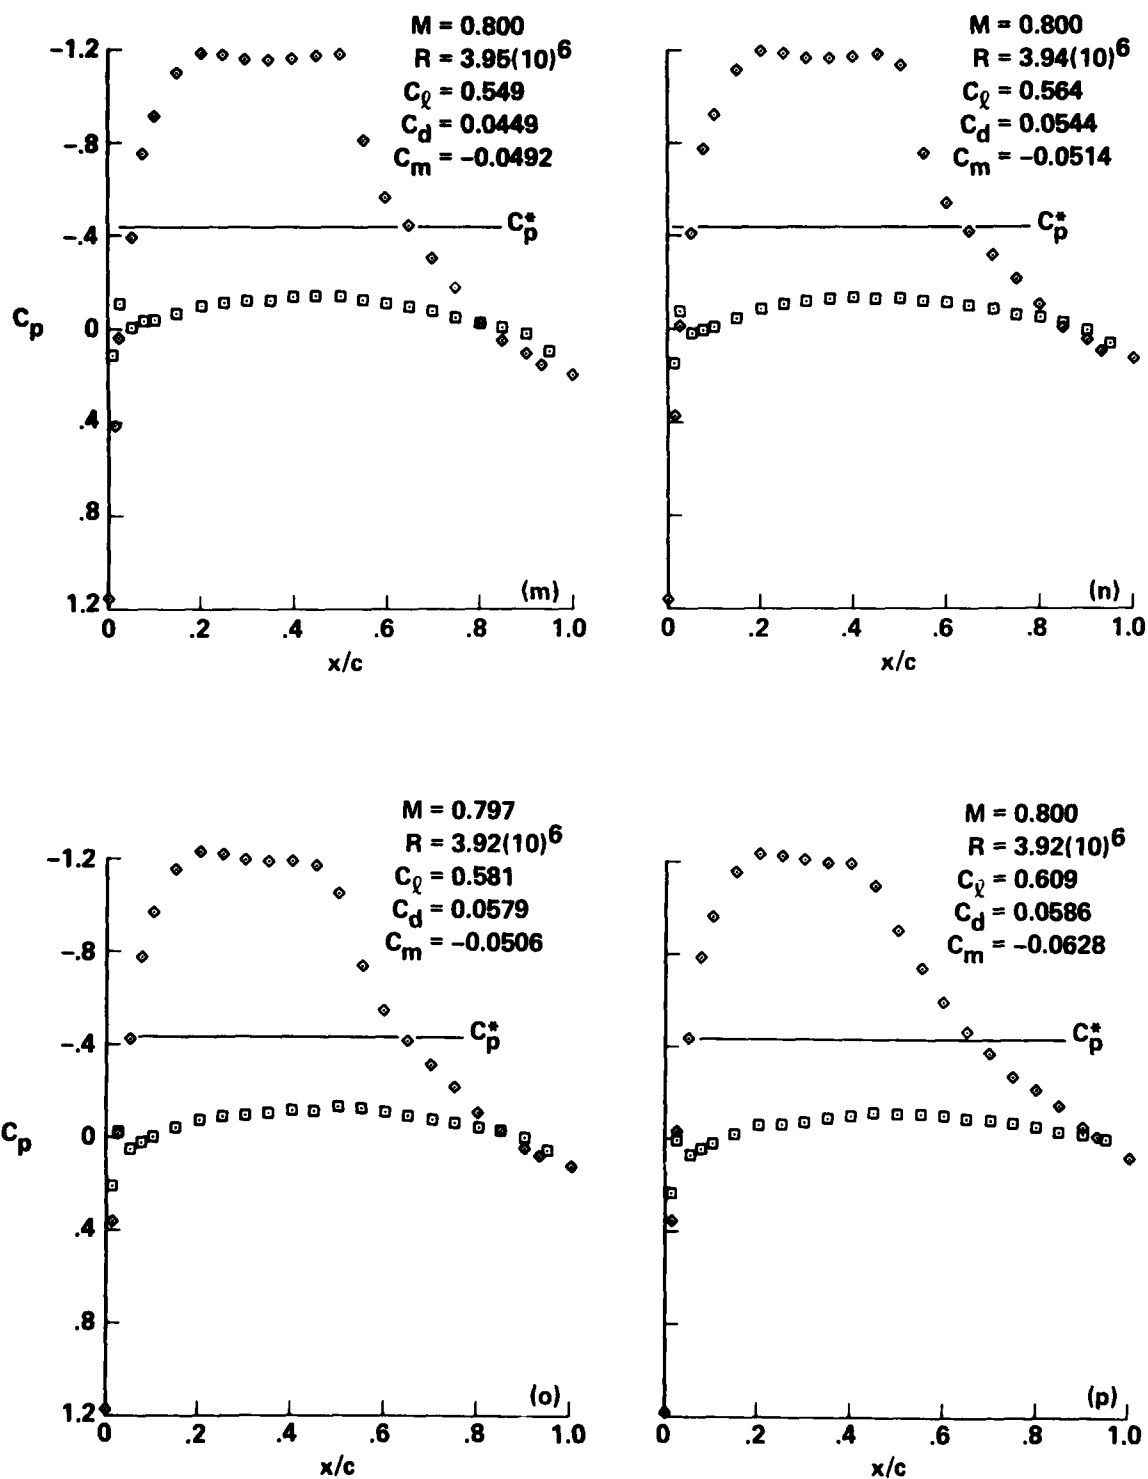 M = 0.800
R = 3.95(10)6
Cℓ = 0.549
Cd = 0.0449
Cm = −0.0492
−1.2
−.8
−.4
0
.4
.8
1.2
Cp
C*p
(m)
0 .2 .4 .6 .8 1.0
x/c
M = 0.800
R = 3.94(10)6
Cℓ = 0.564
Cd = 0.0544
Cm = −0.0514
C*p
(n)
0 .2 .4 .6 .8 1.0
x/c
M = 0.797
R = 3.92(10)6
Cℓ = 0.581
Cd = 0.0579
Cm = −0.0506
−1.2
−.8
−.4
0
.4
.8
1.2
Cp
C*p
(o)
0 .2 .4 .6 .8 1.0
x/c
M = 0.800
R = 3.92(10)6
Cℓ = 0.609
Cd = 0.0586
Cm = −0.0628
C*p
(p)
0 .2 .4 .6 .8 1.0
x/c